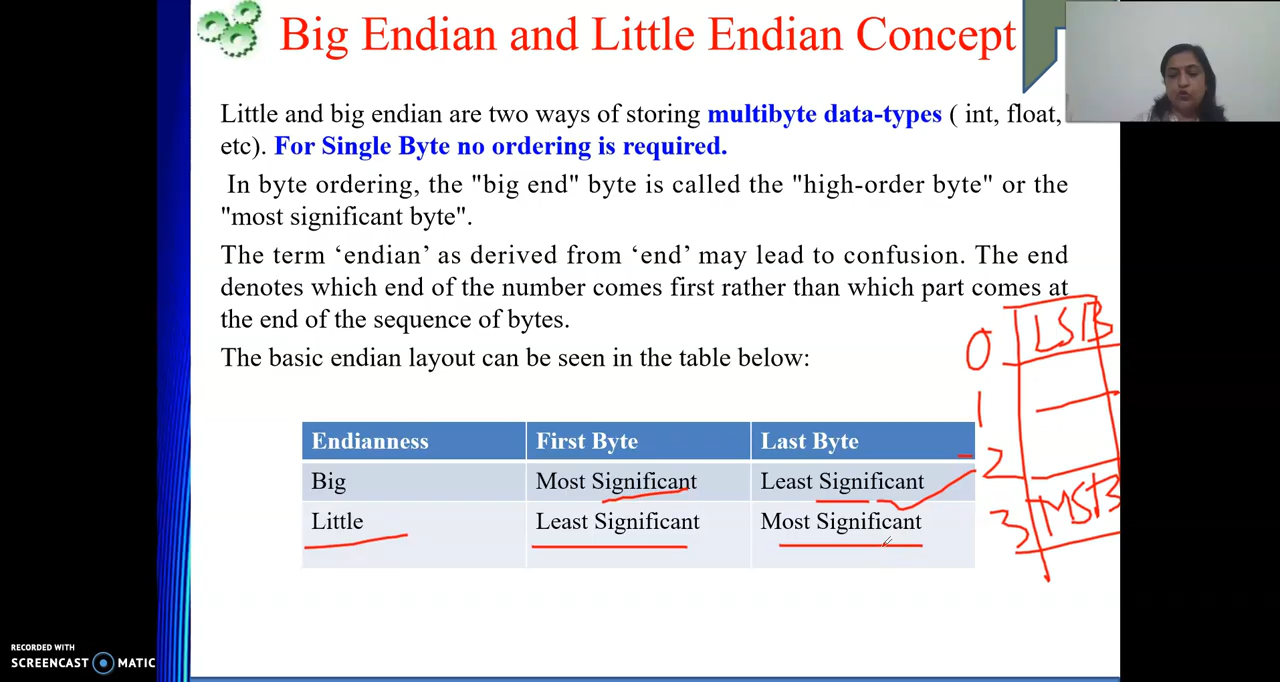 Big Endian and Little Endian Concept
Little and big endian are two ways of storing multibyte data-types ( int, float,
etc). For Single Byte no ordering is required.
In byte ordering, the "big end" byte is called the "high-order byte" or the
"most significant byte".
The term ‘endian’ as derived from ‘end’ may lead to confusion. The end
denotes which end of the number comes first rather than which part comes at
the end of the sequence of bytes.
The basic endian layout can be seen in the table below:
Endianness First Byte Last Byte
Big Most Significant Least Significant
Little Least Significant Most Significant
0 LSB
1
2
3 MSB
RECORDED WITH
SCREENCAST MATIC